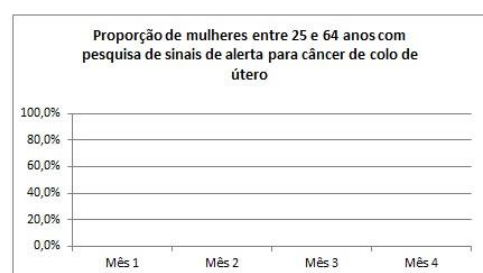 Proporção de mulheres entre 25 e 64 anos com
pesquisa de sinais de alerta para câncer de colo de
útero
100,0%
80,0%
60,0%
40,0%
20,0%
0,0%
Mês 1 Mês 2 Mês 3 Mês 4